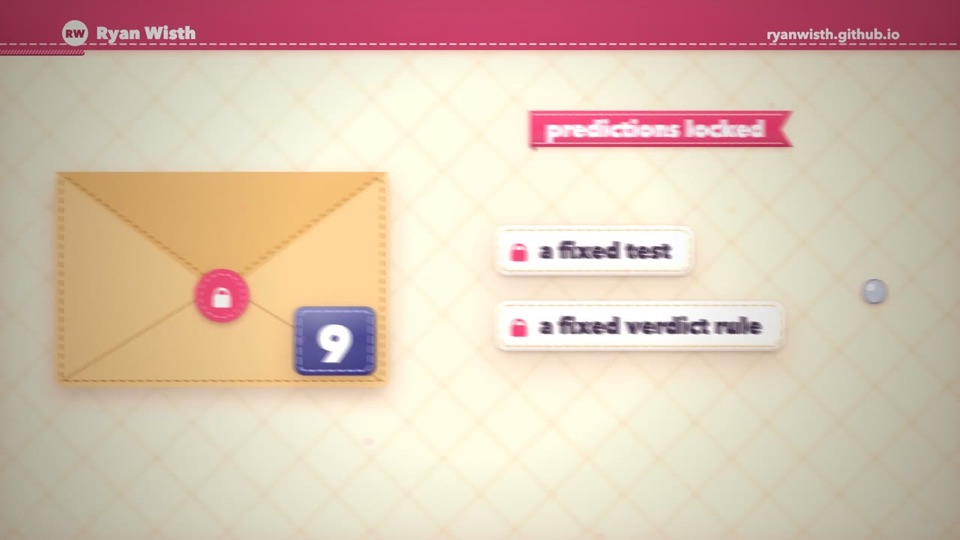 RW Ryan Wisth
ryanwisth.github.io
predictions locked
a fixed test
a fixed verdict rule
9